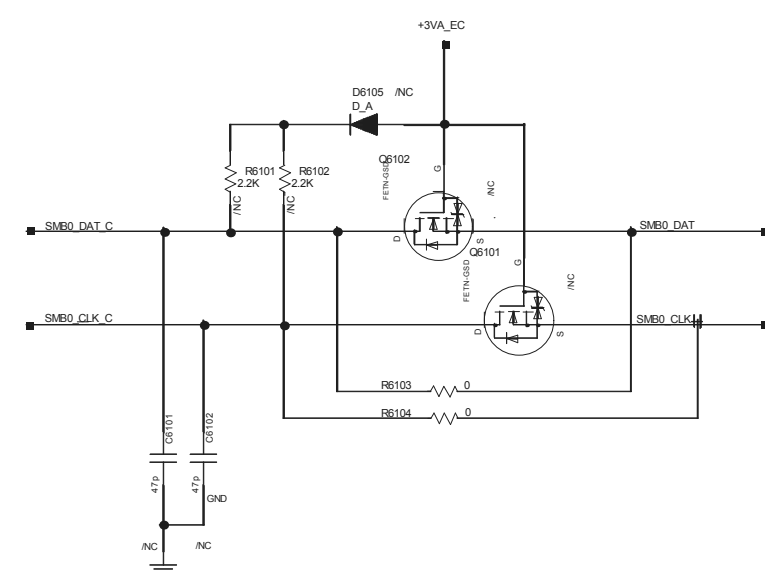 +3VA_EC
D6105 /NC
D_A
Q6102
R6101
2.2K
R6102
2.2K
/NC
/NC
FETN-GSD
G
/NC
SMB0_DAT_C
D
S
SMB0_DAT
Q6101
FETN-GSD
G
/NC
SMB0_CLK_C
D
S
SMB0_CLK
R6103 0
R6104 0
C6101
C6102
47p
47p
GND
/NC
/NC